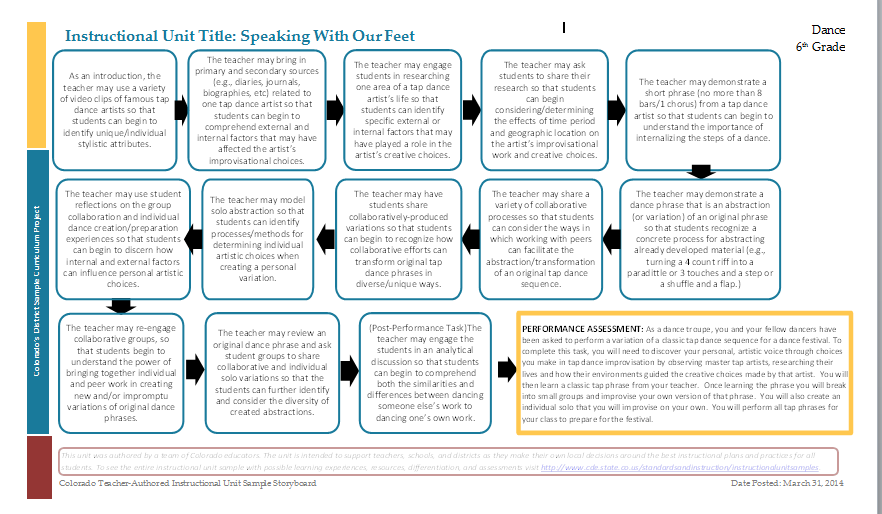 Instructional Unit Title: Speaking With Our Feet
Dance
6th Grade
As an introduction, the
teacher may use a variety
of video clips of famous tap
dance artists so that
students can begin to
identify unique/individual
stylistic attributes.
The teacher may bring in
primary and secondary sources
(e.g., diaries, journals,
biographies, etc) related to
one tap dance artist so that
students can begin to
comprehend external and
internal factors that may
have affected the artist's
improvisational choices.
The teacher may engage
students in researching
one area of a tap dance
artist's life so that
students can identify
specific external or
internal factors that may
have played a role in the
artist's creative choices.
The teacher may ask
students to share their
research so that students
can begin
considering/determining
the effects of time period
and geographic location on
the artist's improvisational
work and creative choices.
The teacher may demonstrate a
short phrase (no more than 8
bars/1 chorus) from a tap dance
artist so that students can begin to
understand the importance of
internalizing the steps of a dance.
The teacher may demonstrate a
dance phrase that is an abstraction
(or variation) of an original phrase
so that students recognize a
concrete process for abstracting
already developed material (e.g.,
turning a 4 count riff into a
paradittle or 3 touches and a step or
a shuffle and a flap.)
The teacher may share a
variety of collaborative
processes so that students
can consider the ways in
which working with peers
can facilitate the
abstraction/transformation
of an original tap dance
sequence.
The teacher may have
students share
collaboratively-produced
variations so that students
can begin to recognize how
collaborative efforts can
transform original tap
dance phrases in
diverse/unique ways.
The teacher may model
solo abstraction so that
students can identify
processes/methods for
determining individual
artistic choices when
creating a personal
variation.
The teacher may use student
reflections on the group
collaboration and individual
dance creation/preparation
experiences so that students
can begin to discern how
internal and external factors
can influence personal artistic
choices.
The teacher may re-engage
collaborative groups, so
that students begin to
understand the power of
bringing together individual
and peer work in creating
new and/or impromptu
variations of original dance
phrases.
The teacher may review an
original dance phrase and ask
student groups to share
collaborative and individual
solo variations so that the
students can further identify
and consider the diversity of
created abstractions.
(Post-Performance Task)The
teacher may engage the
students in an analytical
discussion so that students
can begin to comprehend
both the similarities and
differences between dancing
someone else's work to
dancing one's own work.
PERFORMANCE ASSESSMENT: As a dance troupe, you and your fellow dancers have
been asked to perform a variation of a classic tap dance sequence for a dance festival. To
complete this task, you will need to discover your personal, artistic voice through choices
you make in tap dance improvisation by observing master tap artists, researching their
lives and how their environments guided the creative choices made by that artist. You will
then learn a classic tap phrase from your teacher. Once learning the phrase you will break
into small groups and improvise your own version of that phrase. You will also create an
individual solo that you will improvise on your own. You will perform all tap phrases for
your class to prepare for the festival.
Colorado's District Sample Curriculum Project
This unit was authored by a team of Colorado educators. The unit is intended to support teachers, schools, and districts as they make their own local decisions around the best instructional plans and practices for all
students. To see the entire instructional unit sample with possible learning experiences, resources, differentiation, and assessments visit http://www.cde.state.co.us/standardsandinstruction/instructionalunitsamples.
Colorado Teacher-Authored Instructional Unit Sample Storyboard
Date Posted: March 31, 2014